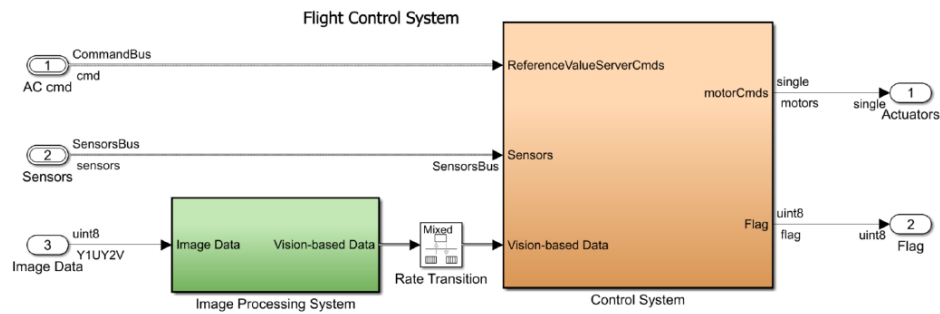 Flight Control System
1
CommandBus
cmd
AC cmd
ReferenceValueServerCmds
motorCmds
single
motors
single
1
Actuators
2
SensorsBus
sensors
Sensors
SensorsBus
Sensors
3
uint8
Y1UY2V
Image Data
Image Data
Vision-based Data
Image Processing System
Mixed
Rate Transition
Vision-based Data
Flag
uint8
flag
uint8
2
Flag
Control System